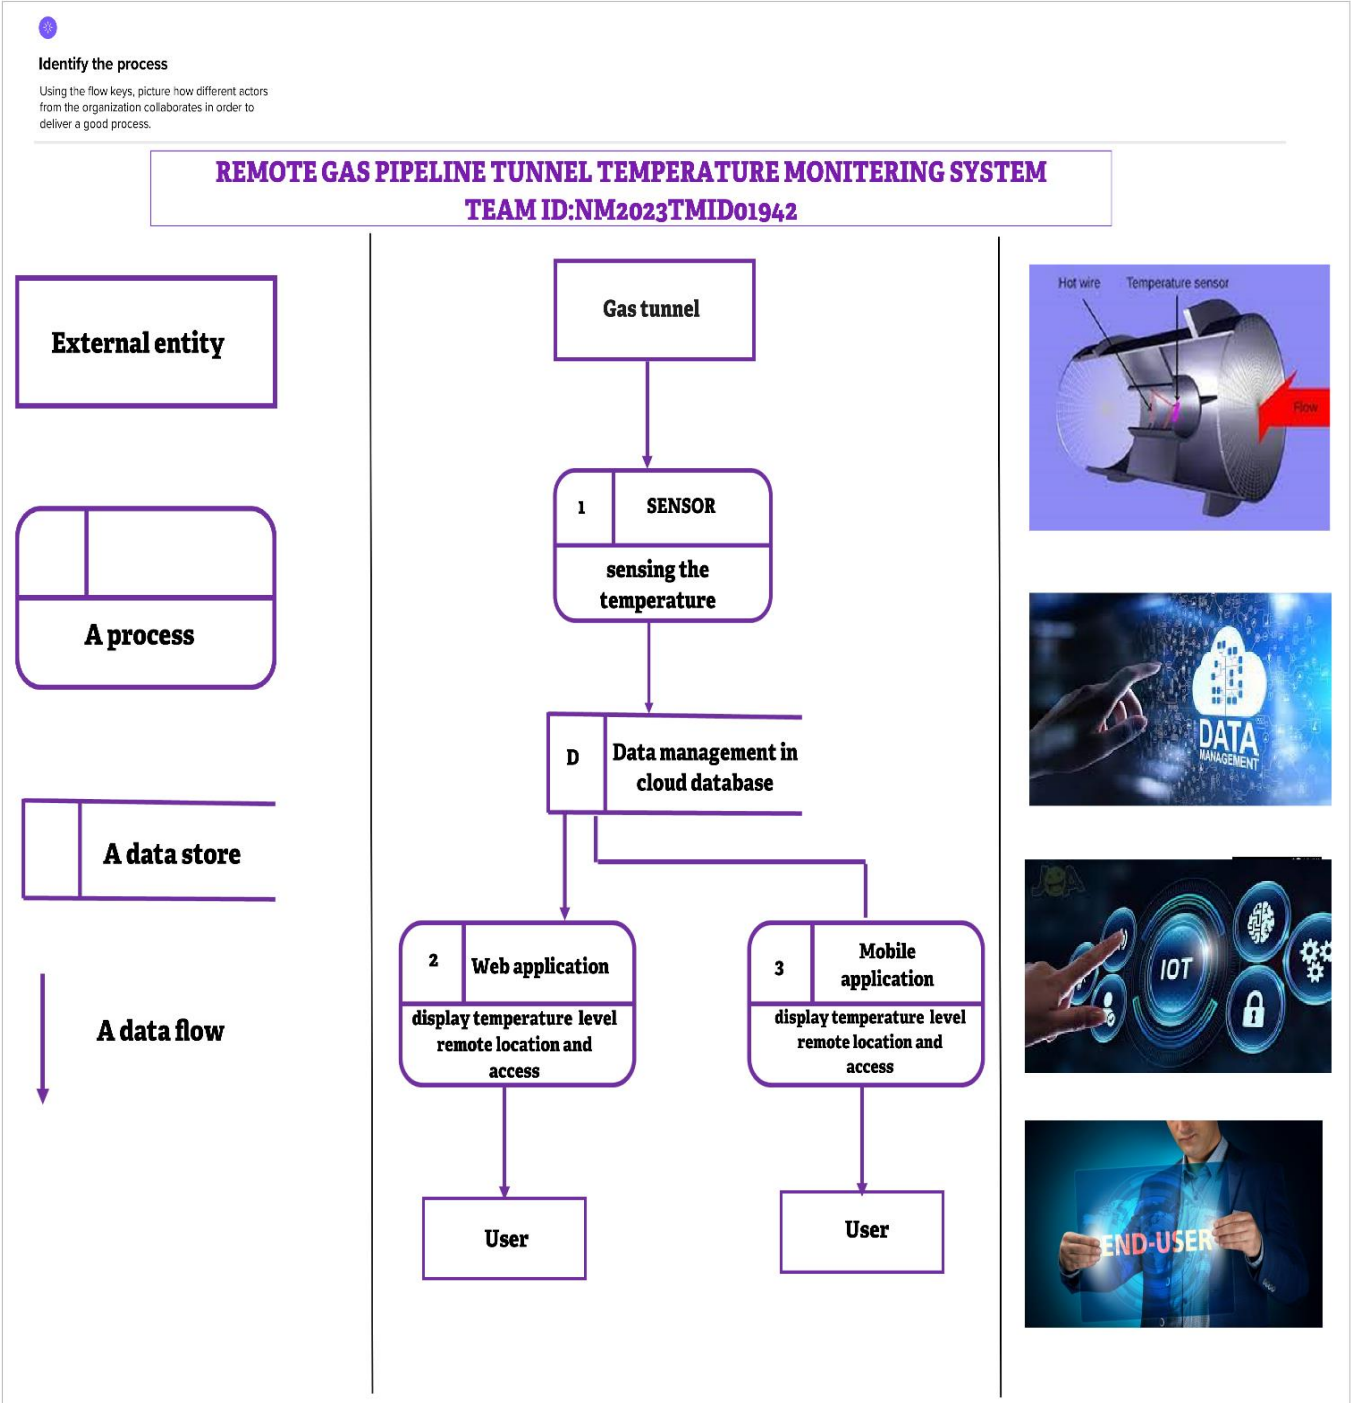 Identify the process
Using the flow keys, picture how different actors
from the organization collaborates in order to
deliver a good process.
REMOTE GAS PIPELINE TUNNEL TEMPERATURE MONITERING SYSTEM
TEAM ID:NM2023TMID01942
External entity
A process
A data store
A data flow
Gas tunnel
1
SENSOR
sensing the
temperature
D
Data management in
cloud database
2
Web application
display temperature level
remote location and
access
3
Mobile
application
display temperature level
remote location and
access
User
User
Hot wire
Temperature sensor
Flow
DATA
MANAGEMENT
IOT
END-USER